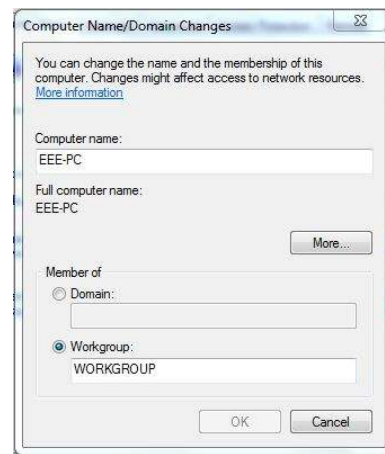 Computer Name/Domain Changes
You can change the name and the membership of this
computer. Changes might affect access to network resources.
More information
Computer name:
EEE-PC
Full computer name:
EEE-PC
More...
Member of
Domain:
Workgroup:
WORKGROUP
OK Cancel